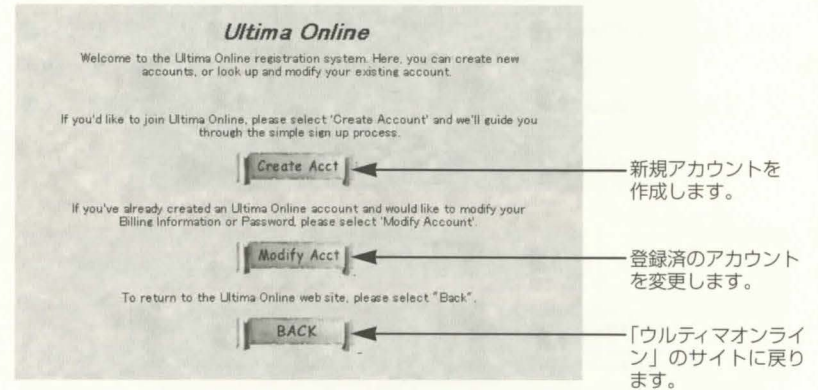 Ultima Online
Welcome to the Ultima Online registration system. Here, you can create new
accounts, or look up and modify your existing account.
If you'd like to join Ultima Online, please select 'Create Account' and we'll guide you
through the simple sign up process.
Create Acct
新規アカウントを
作成します。
If you've already created an Ultima Online account and would like to modify your
Billing Information or Password, please select 'Modify Account'.
Modify Acct
登録済のアカウント
を変更します。
To return to the Ultima Online web site, please select "Back".
BACK
「ウルティマオンライ
ン」のサイトに戻り
ます。